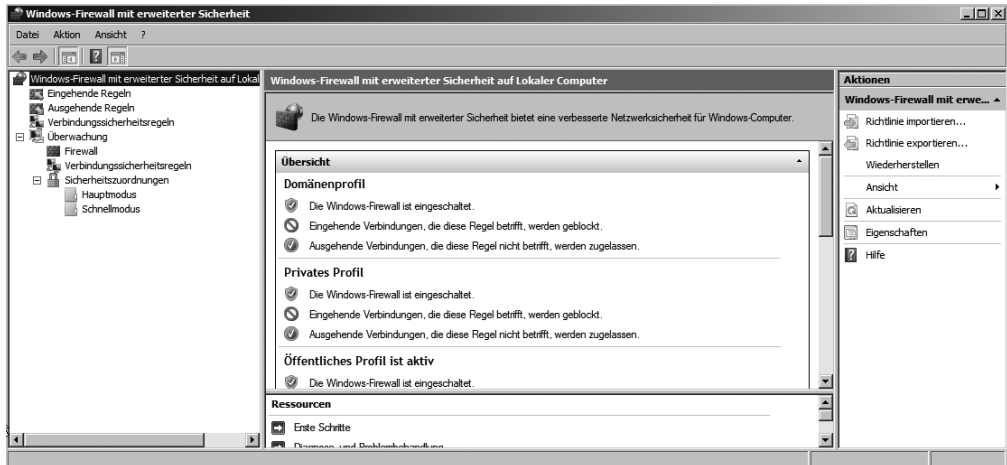 Windows-Firewall mit erweiterter Sicherheit
Datei Aktion Ansicht ?
Windows-Firewall mit erweiterter Sicherheit auf Lokal
Eingehende Regeln
Ausgehende Regeln
Verbindungssicherheitsregeln
Überwachung
Firewall
Verbindungssicherheitsregeln
Sicherheitszuordnungen
Hauptmodus
Schnellmodus
Windows-Firewall mit erweiterter Sicherheit auf Lokaler Computer
Die Windows-Firewall mit erweiterter Sicherheit bietet eine verbesserte Netzwerksicherheit für Windows-Computer.
Übersicht
Domänenprofil
Die Windows-Firewall ist eingeschaltet.
Eingehende Verbindungen, die diese Regel betrifft, werden geblockt.
Ausgehende Verbindungen, die diese Regel nicht betrifft, werden zugelassen.
Privates Profil
Die Windows-Firewall ist eingeschaltet.
Eingehende Verbindungen, die diese Regel betrifft, werden geblockt.
Ausgehende Verbindungen, die diese Regel nicht betrifft, werden zugelassen.
Öffentliches Profil ist aktiv
Die Windows-Firewall ist eingeschaltet.
Ressourcen
Erste Schritte
Diagnose und Problembehandlung
Aktionen
Windows-Firewall mit erwe...
Richtlinie importieren...
Richtlinie exportieren...
Wiederherstellen
Ansicht
Aktualisieren
Eigenschaften
Hilfe